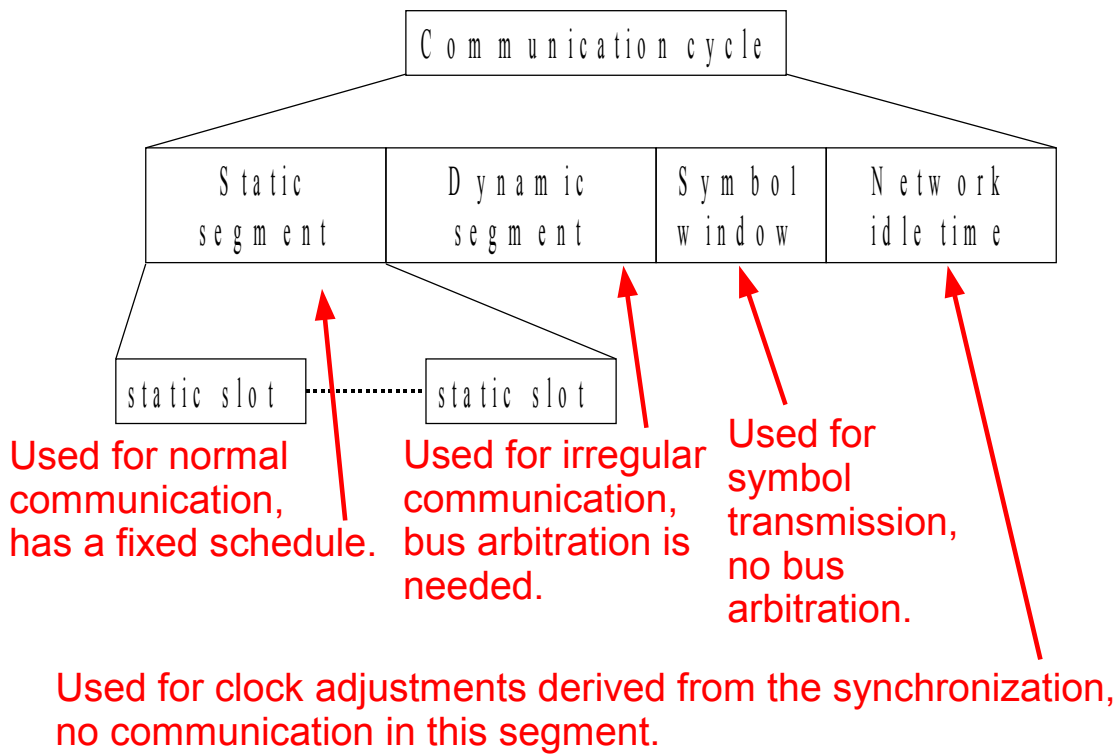 Communication cycle
Static
segment
Dynamic
segment
Symbol
window
Network
idle time
static slot
static slot
Used for normal
communication,
has a fixed schedule.
Used for irregular
communication,
bus arbitration is
needed.
Used for
symbol
transmission,
no bus
arbitration.
Used for clock adjustments derived from the synchronization,
no communication in this segment.